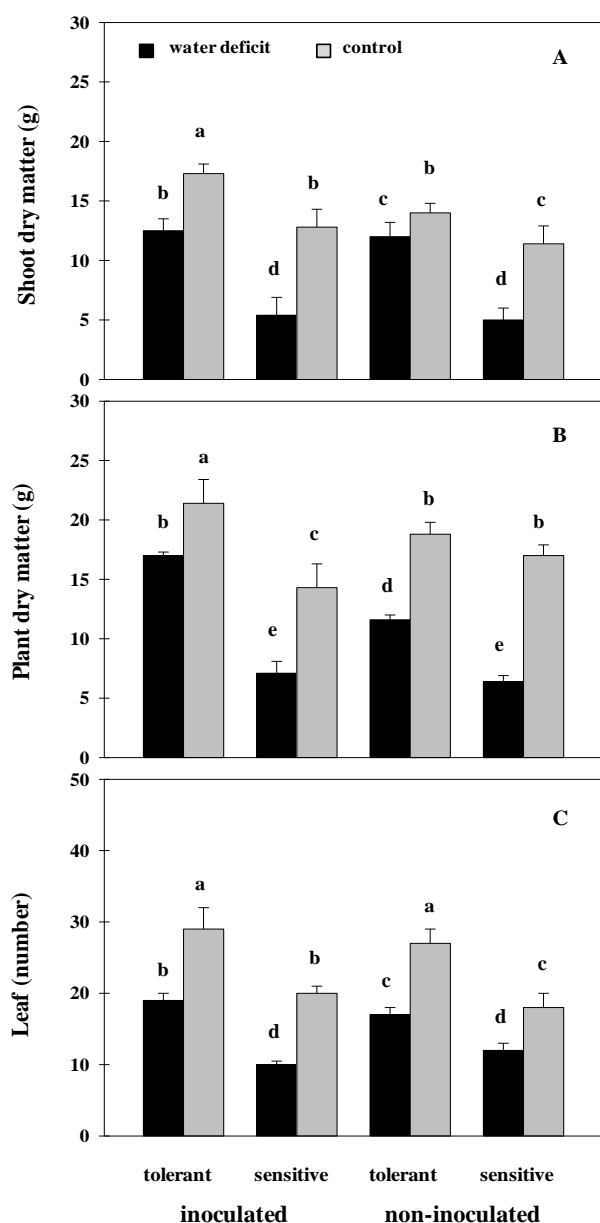 water deficit control
A
30
25
20
15
10
5
0
Shoot dry matter (g)
b a d b c b d c
B
30
25
20
15
10
5
0
Plant dry matter (g)
b a e c d b e b
C
50
40
30
20
10
0
Leaf (number)
b a d b c a d c
tolerant sensitive tolerant sensitive
inoculated non-inoculated